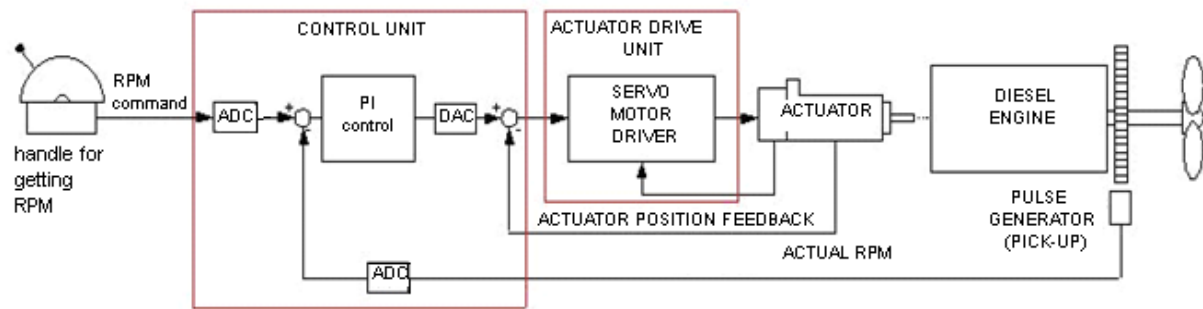 CONTROL UNIT
ACTUATOR DRIVE
UNIT
RPM
command
ADC
+
-
PI
control
DAC
+
-
SERVO
MOTOR
DRIVER
ACTUATOR
DIESEL
ENGINE
handle for
getting
RPM
ACTUATOR POSITION FEEDBACK
PULSE
GENERATOR
(PICK-UP)
ACTUAL RPM
ADC